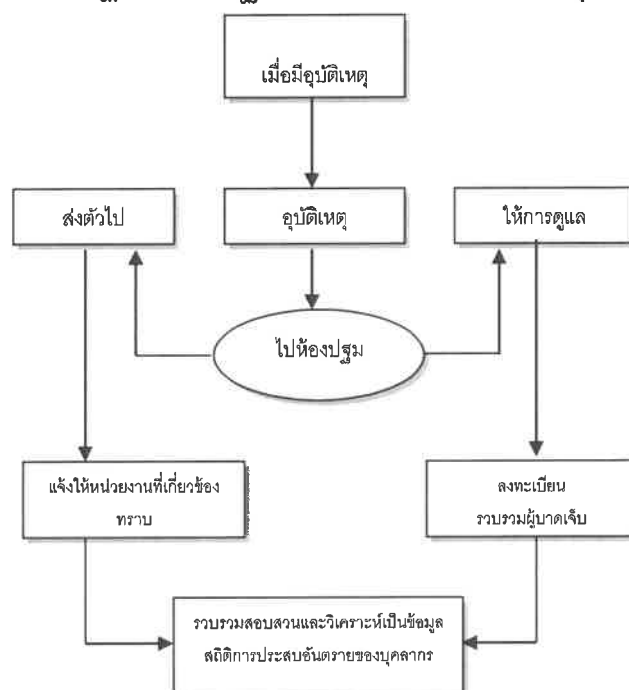 เมื่อมีอุบัติเหตุ
ส่งตัวไป
อุบัติเหตุ
ให้การดูแล
ไปห้องปฐม
แจ้งให้หน่วยงานที่เกี่ยวข้อง
ทราบ
ลงทะเบียน
รวบรวมผู้บาดเจ็บ
รวบรวมสอบสวนและวิเคราะห์เป็นข้อมูล
สถิติการประสบอันตรายของบุคลากร